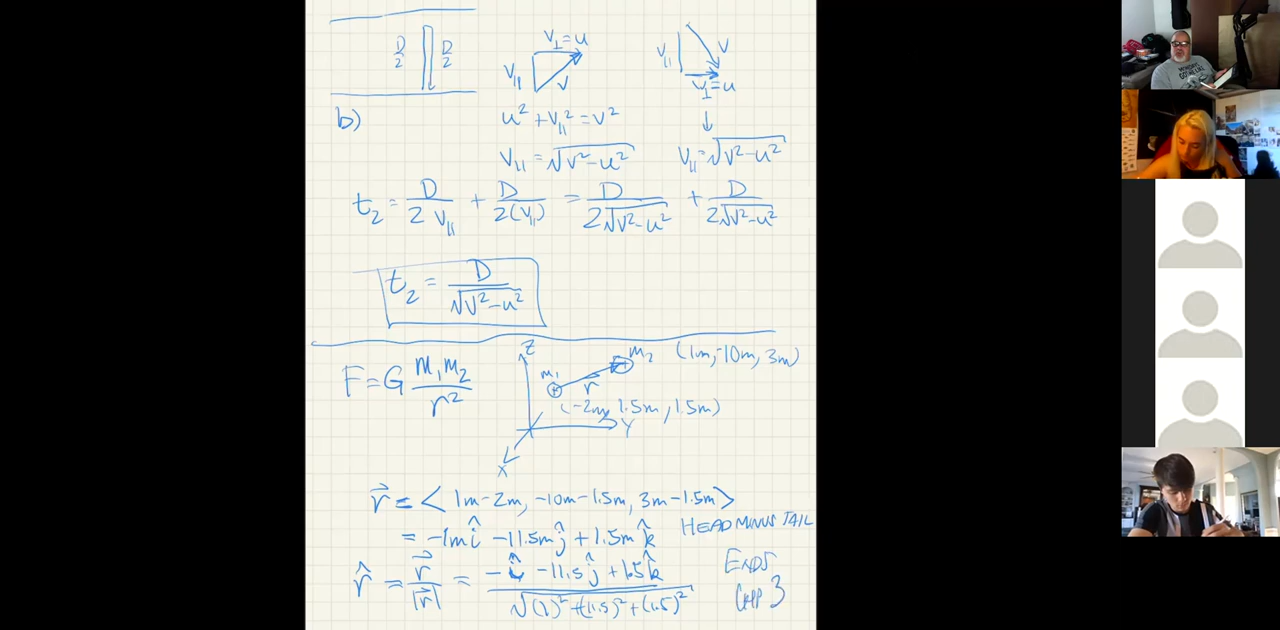 D/2 D/2
V⊥=u
V|| V
V|| V
V⊥=u
b)
u² + V||² = V²
V|| = √V²-u² V|| = √V²-u²
t₂ = D/2V|| + D/2(V||) = D/2√V²-u² + D/2√V²-u²
t₂ = D/√V²-u²
F = G m₁m₂/r²
Z
m₁ r m₂ (1m, -10m, 3m)
(-2m, 1.5m, 1.5m)
Y
X
r⃗ = < 1m-2m, -10m-1.5m, 3m-1.5m>
HEAD MINUS TAIL
= -1m î -11.5m ĵ + 1.5m k̂
r̂ = r⃗/|r⃗| = -î -11.5ĵ + 1.5k̂ / √(1)² + (11.5)² + (1.5)²
ENDS
CHP 3